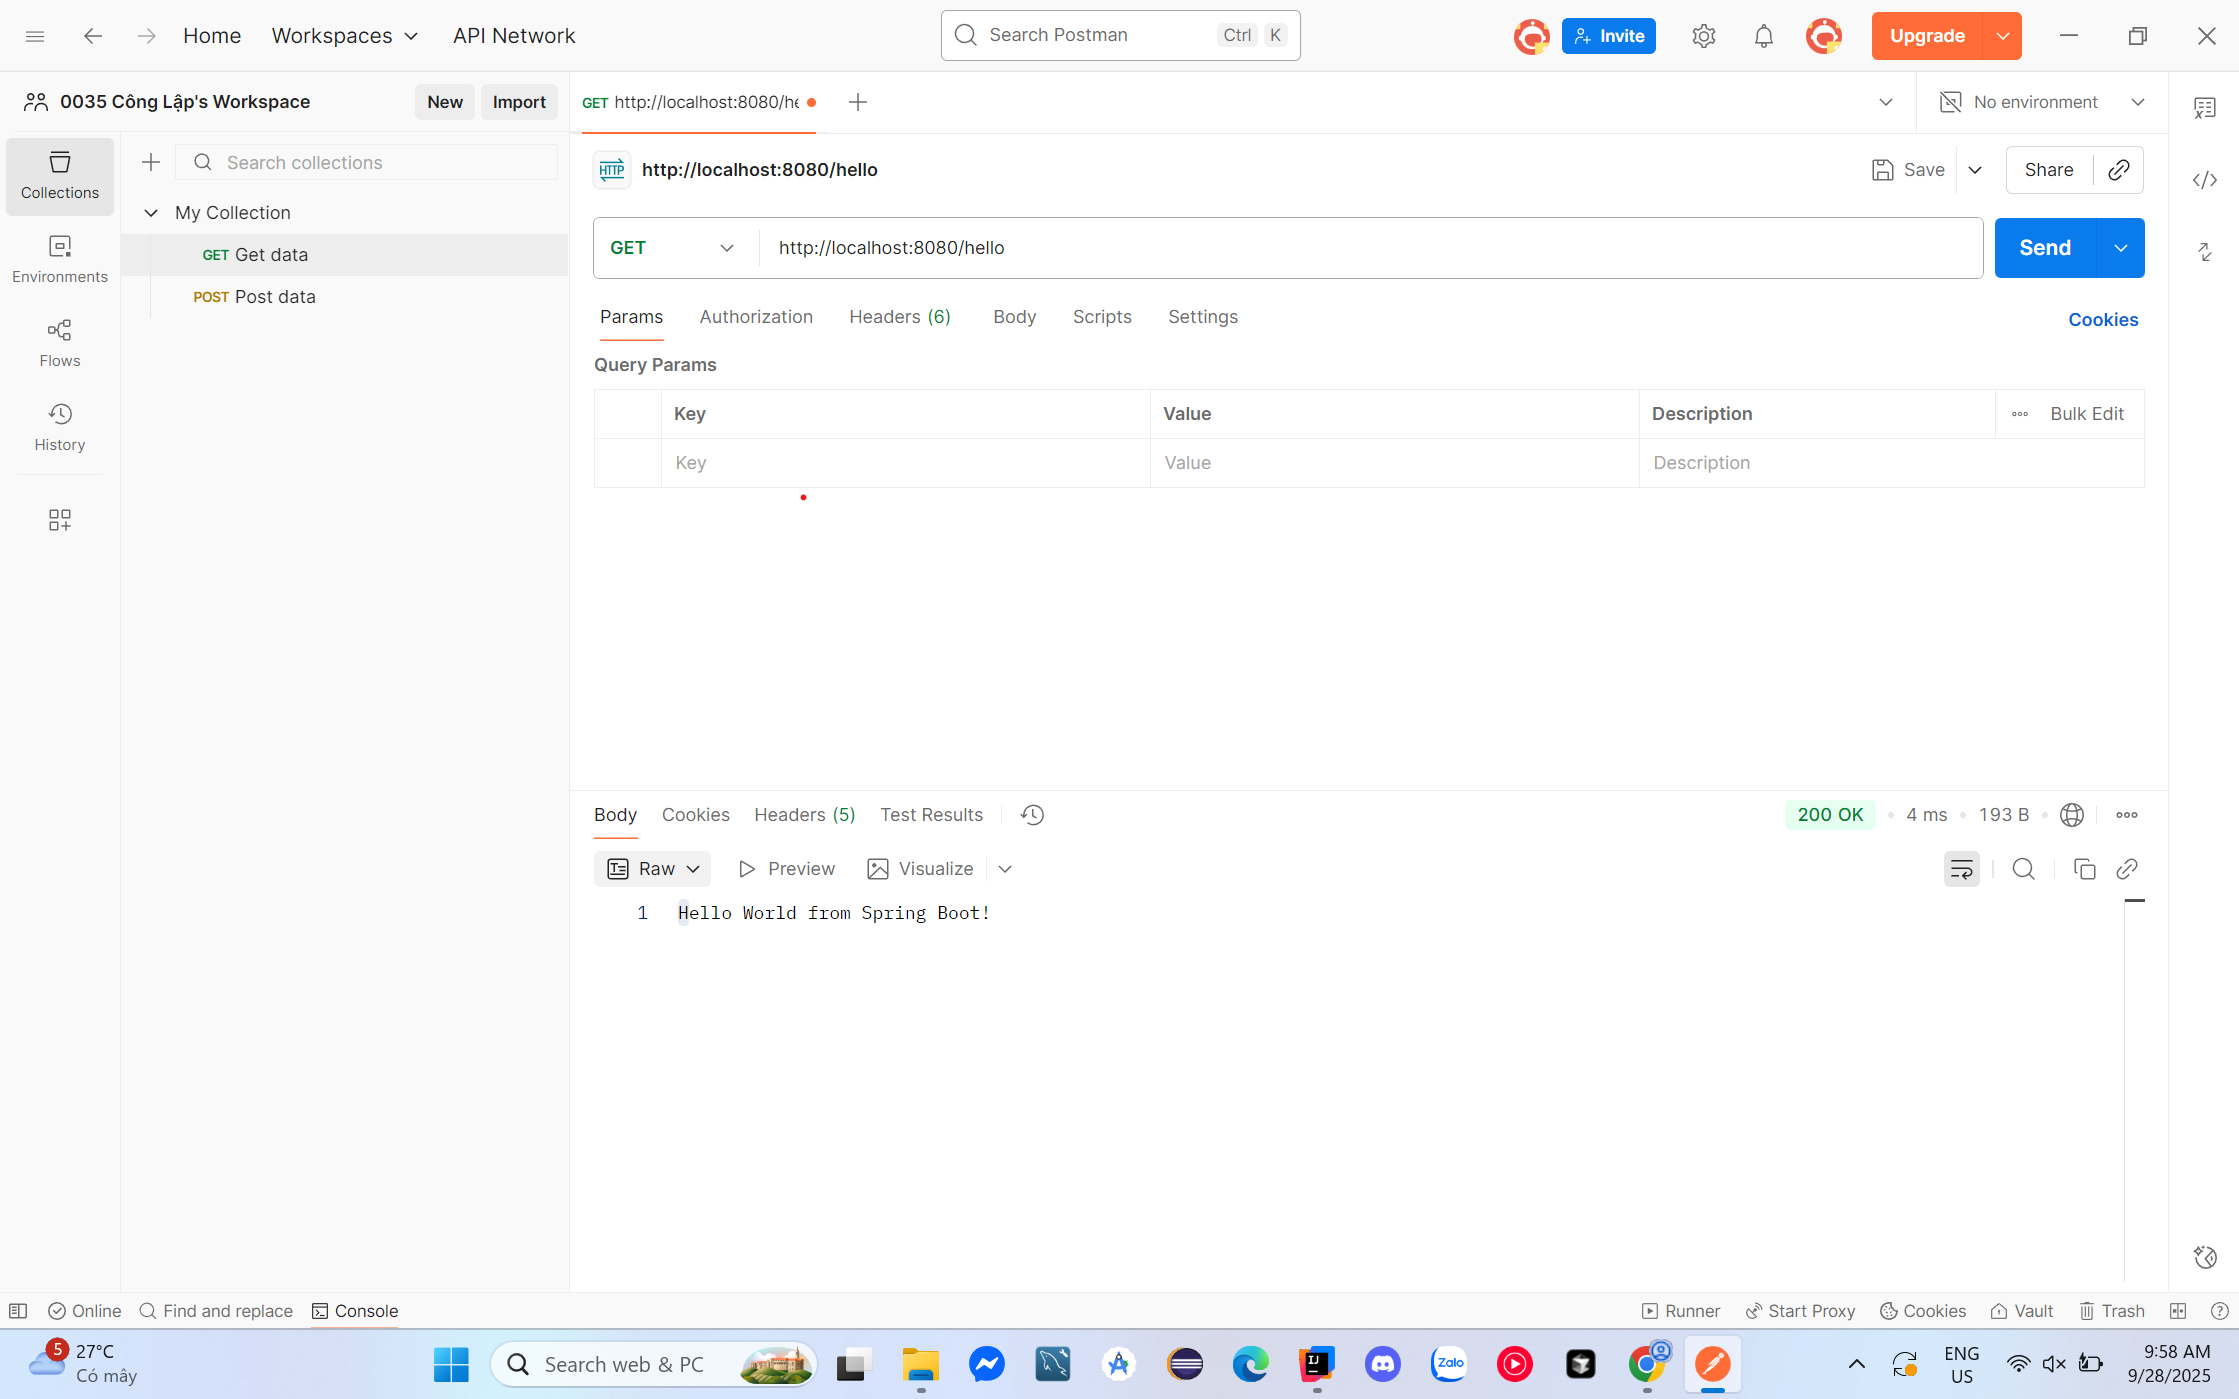 Home Workspaces API Network Search Postman Ctrl K Invite Upgrade
0035 Công Lập's Workspace New Import GET http://localhost:8080/he No environment
Search collections
Collections
My Collection
GET Get data
POST Post data
Environments
Flows
History
HTTP http://localhost:8080/hello Save Share
GET http://localhost:8080/hello Send
Params Authorization Headers (6) Body Scripts Settings Cookies
Query Params
Key Value Description Bulk Edit
Key Value Description
Body Cookies Headers (5) Test Results 200 OK 4 ms 193 B
Raw Preview Visualize
1 Hello World from Spring Boot!
Online Find and replace Console Runner Start Proxy Cookies Vault Trash
5 27°C
Có mây
Search web & PC
IJ
Zalo
ENG
US
9:58 AM
9/28/2025